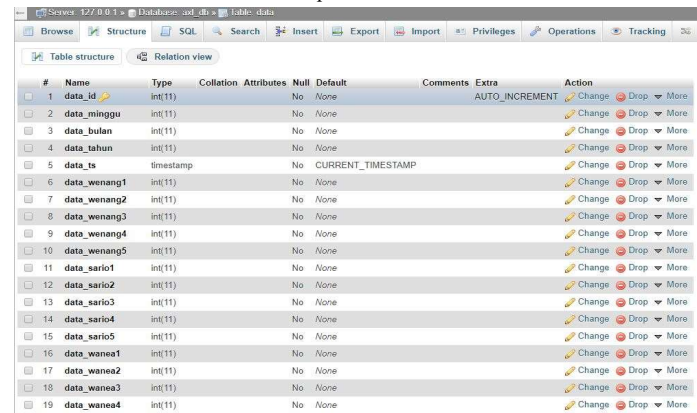 Server: 127.0.0.1 » Database: axl_db » Table: data
Browse Structure SQL Search Insert Export Import Privileges Operations Tracking
Table structure Relation view
# Name Type Collation Attributes Null Default Comments Extra Action
1 data_id int(11) No None AUTO_INCREMENT Change Drop More
2 data_minggu int(11) No None Change Drop More
3 data_bulan int(11) No None Change Drop More
4 data_tahun int(11) No None Change Drop More
5 data_ts timestamp No CURRENT_TIMESTAMP Change Drop More
6 data_wenang1 int(11) No None Change Drop More
7 data_wenang2 int(11) No None Change Drop More
8 data_wenang3 int(11) No None Change Drop More
9 data_wenang4 int(11) No None Change Drop More
10 data_wenang5 int(11) No None Change Drop More
11 data_sario1 int(11) No None Change Drop More
12 data_sario2 int(11) No None Change Drop More
13 data_sario3 int(11) No None Change Drop More
14 data_sario4 int(11) No None Change Drop More
15 data_sario5 int(11) No None Change Drop More
16 data_wanea1 int(11) No None Change Drop More
17 data_wanea2 int(11) No None Change Drop More
18 data_wanea3 int(11) No None Change Drop More
19 data_wanea4 int(11) No None Change Drop More